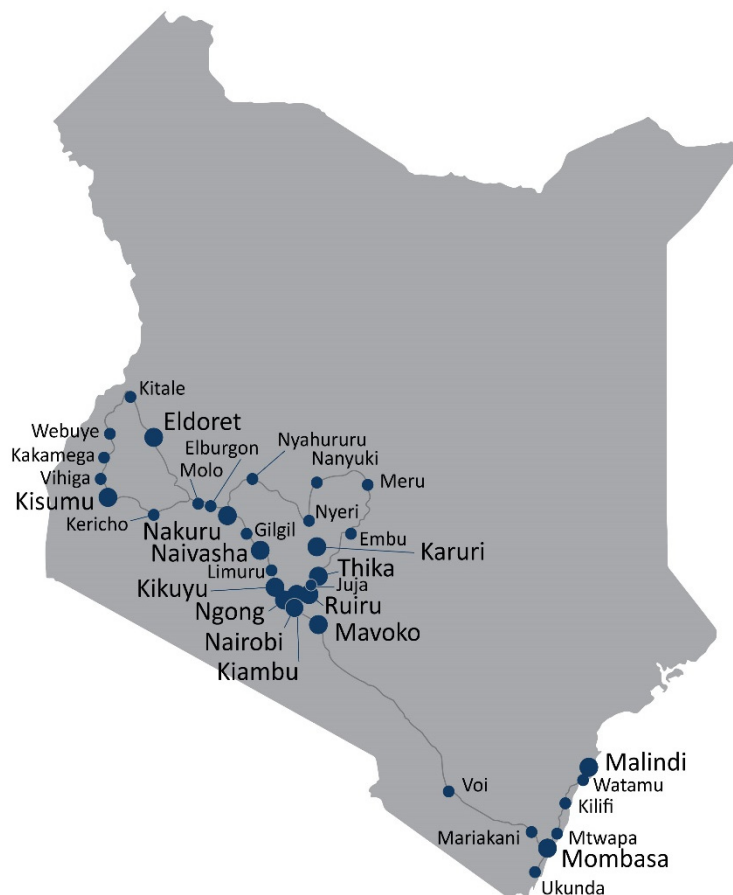 Kitale
Eldoret
Webuye
Elburgon
Nyahururu
Kakamega
Nanyuki
Molo
Vihiga
Meru
Kisumu
Kericho
Nyeri
Nakuru
Gilgil
Embu
Naivasha
Karuri
Limuru
Thika
Kikuyu
Juja
Ngong
Ruiru
Nairobi
Mavoko
Kiambu
Malindi
Voi
Watamu
Kilifi
Mariakani
Mtwapa
Mombasa
Ukunda